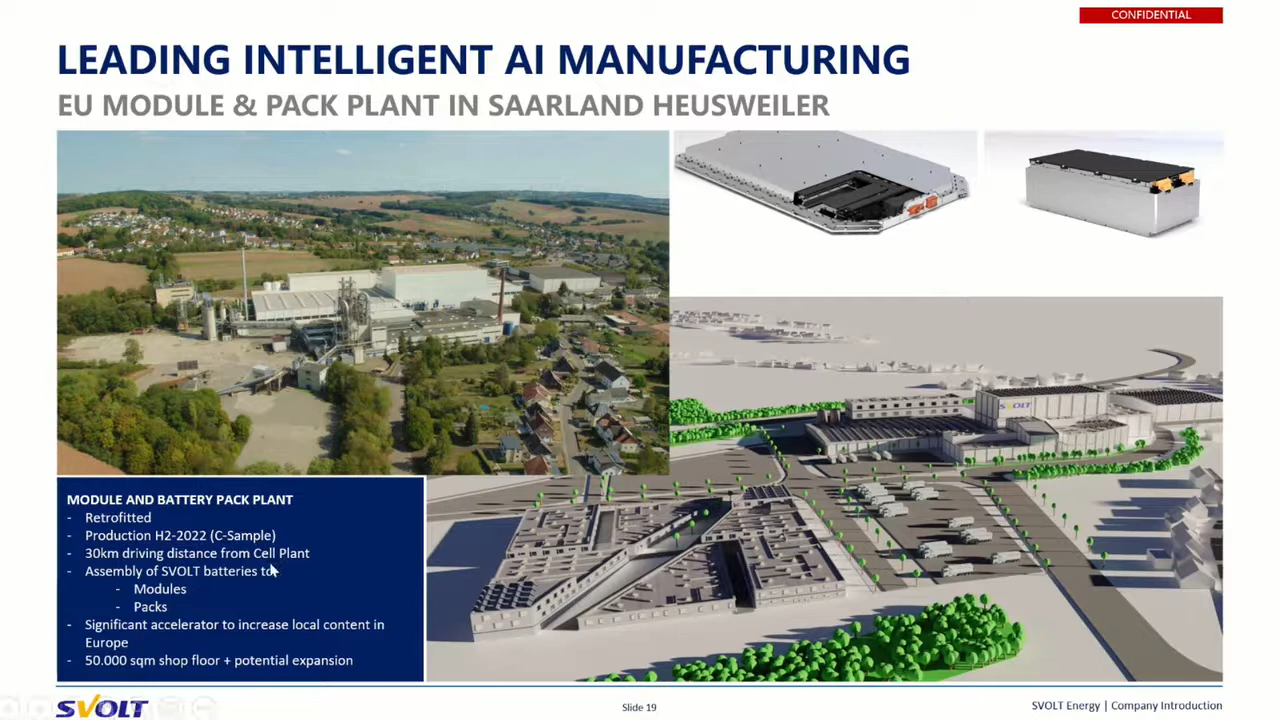 CONFIDENTIAL
LEADING INTELLIGENT AI MANUFACTURING
EU MODULE & PACK PLANT IN SAARLAND HEUSWEILER
SVOLT
MODULE AND BATTERY PACK PLANT
- Retrofitted
- Production H2-2022 (C-Sample)
- 30km driving distance from Cell Plant
- Assembly of SVOLT batteries to
- Modules
- Packs
- Significant accelerator to increase local content in
Europe
- 50.000 sqm shop floor + potential expansion
SVOLT
Slide 19
SVOLT Energy | Company Introduction